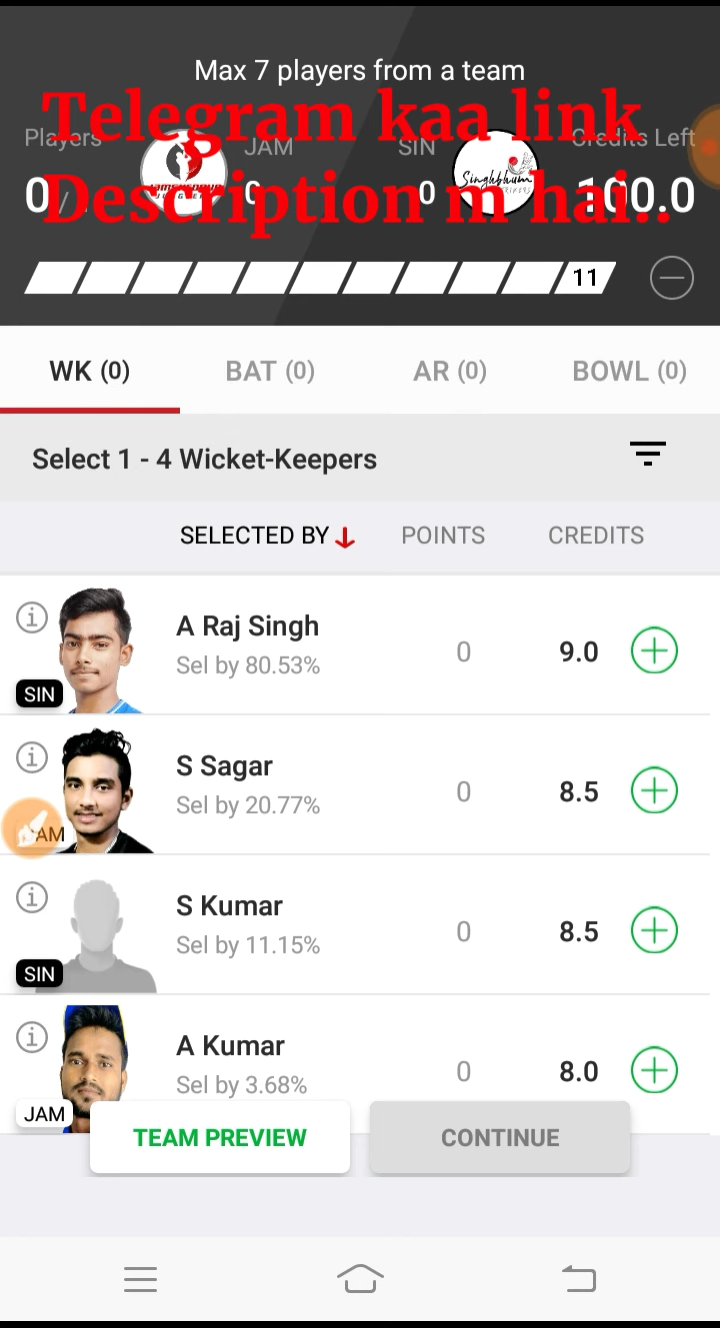 Max 7 players from a team
Telegram kaa link
Players JAM SIN Credits Left
0/ 0 0 100.0
Description m hai..
Singhbhum
11
WK (0) BAT (0) AR (0) BOWL (0)
Select 1 - 4 Wicket-Keepers
SELECTED BY POINTS CREDITS
A Raj Singh
Sel by 80.53% 0 9.0
SIN
S Sagar
Sel by 20.77% 0 8.5
AM
S Kumar
Sel by 11.15% 0 8.5
SIN
A Kumar
Sel by 3.68% 0 8.0
JAM
TEAM PREVIEW CONTINUE